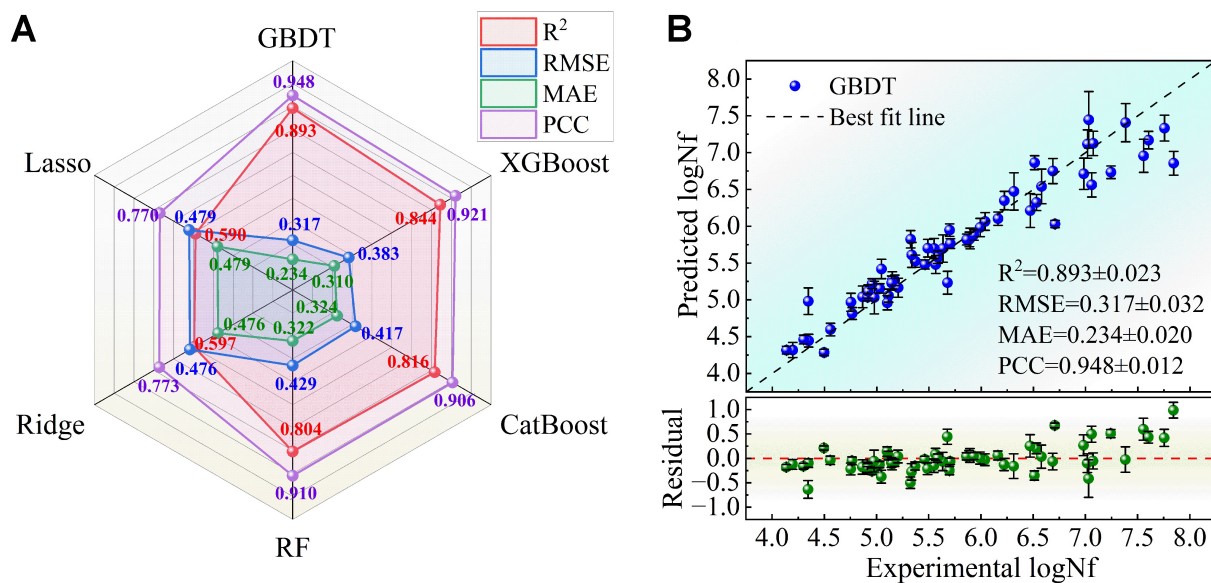 A
GBDT
R²
RMSE
MAE
PCC
0.948
0.893
Lasso
XGBoost
0.770
0.479
0.590
0.479
0.317
0.234
0.844
0.921
0.383
0.310
0.324
0.322
0.476
0.597
0.476
0.773
0.417
0.816
0.906
0.429
0.804
0.910
Ridge
CatBoost
RF
B
Predicted logNf
8.0
7.5
7.0
6.5
6.0
5.5
5.0
4.5
4.0
GBDT
Best fit line
R²=0.893±0.023
RMSE=0.317±0.032
MAE=0.234±0.020
PCC=0.948±0.012
Residual
1.0
0.5
0.0
−0.5
−1.0
4.0 4.5 5.0 5.5 6.0 6.5 7.0 7.5 8.0
Experimental logNf